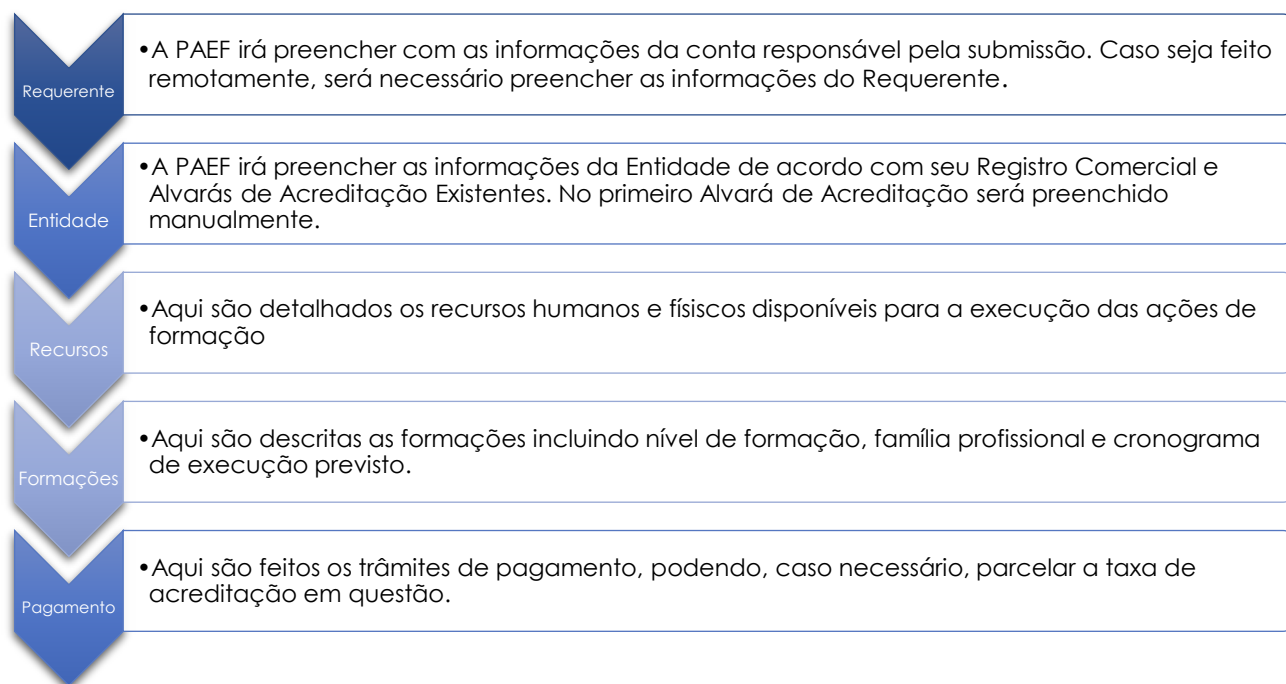 Requerente
•A PAEF irá preencher com as informações da conta responsável pela submissão. Caso seja feito
remotamente, será necessário preencher as informações do Requerente.
Entidade
•A PAEF irá preencher as informações da Entidade de acordo com seu Registro Comercial e
Alvarás de Acreditação Existentes. No primeiro Alvará de Acreditação será preenchido
manualmente.
Recursos
•Aqui são detalhados os recursos humanos e físiscos disponíveis para a execução das ações de
formação
Formações
•Aqui são descritas as formações incluindo nível de formação, família profissional e cronograma
de execução previsto.
Pagamento
•Aqui são feitos os trâmites de pagamento, podendo, caso necessário, parcelar a taxa de
acreditação em questão.